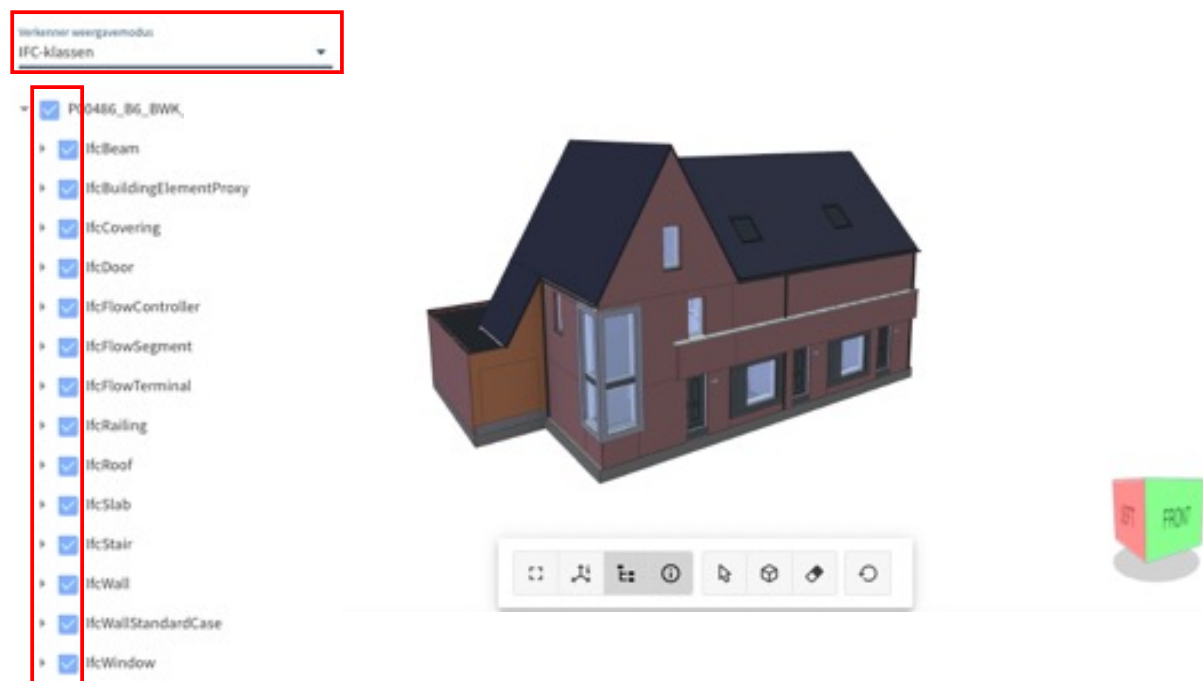 Verkenner weergavemodus
IFC-klassen
P00486_B6_BWK,
IfcBeam
IfcBuildingElementProxy
IfcCovering
IfcDoor
IfcFlowController
IfcFlowSegment
IfcFlowTerminal
IfcRailing
IfcRoof
IfcSlab
IfcStair
IfcWall
IfcWallStandardCase
IfcWindow
LEFT
FRONT